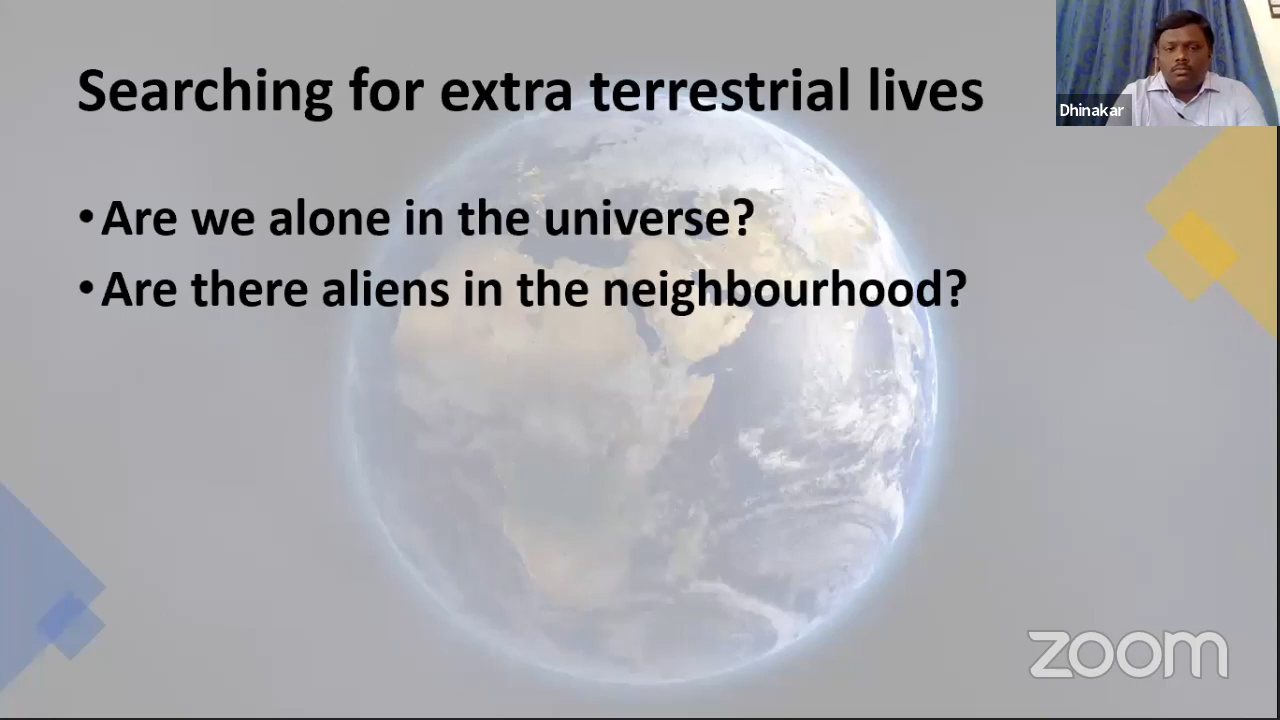 Searching for extra terrestrial lives
Dhinakar
•Are we alone in the universe?
•Are there aliens in the neighbourhood?
zoom